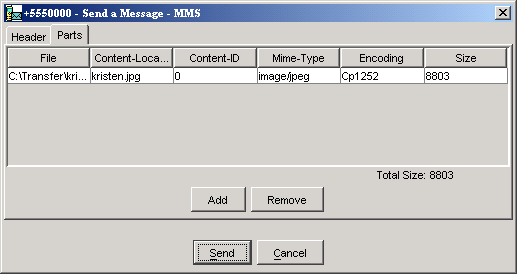 +5550000 - Send a Message - MMS
Header Parts
File Content-Loca... Content-ID Mime-Type Encoding Size
C:\Transfer\kri... kristen.jpg 0 image/jpeg Cp1252 8803
Total Size: 8803
Add Remove
Send Cancel